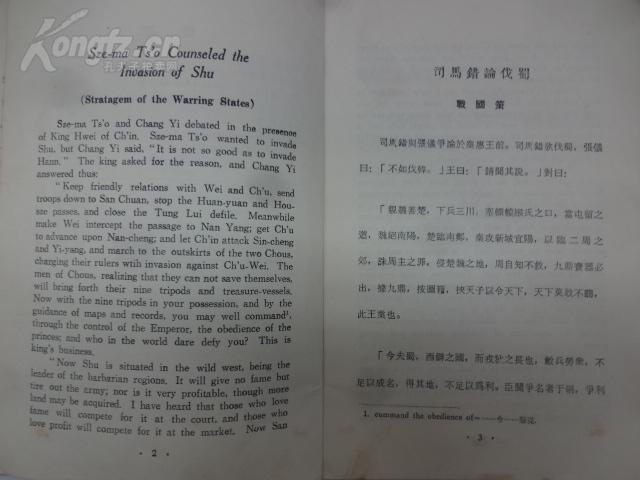 Kongfz.cn
孔夫子旧书网
Sze-ma Ts'o Counseled the
Invasion of Shu
(Stratagem of the Warring States)
Sze-ma Ts'o and Chang Yi debated in the presence
of King Hwei of Ch'in. Sze-ma Ts'o wanted to invade
Shu, but Chang Yi said, "It is not so good as to invade
Hann." The king asked for the reason, and Chang Yi
answered thus:
"Keep friendly relations with Wei and Ch'u, send
troops down to San Chuan, stop the Huan-yuan and Hou-
sze passes, and close the Tung Lui defile. Meanwhile
make Wei intercept the passage to Nan Yang; get Ch'u
to advance upon Nan-cheng; and let Ch'in attack Sin-cheng
and Yi-yang, and march to the outskirts of the two Chous,
charging their rulers wtih invasion against Ch'u-Wei. The
men of Chous, realizing that they can not save themselves,
will bring forth their nine tripods and treasure-vessels.
Now with the nine tripods in your possession, and by the
guidance of maps and records, you may well command¹,
through the control of the Emperor, the obedience of the
princes; and who in the world dare defy you? This is
king's business.
"Now Shu is situated in the wild west, being the
leader of the barbarian regions. It will give no fame but
tire out the army; nor is it very profitable, though more
land may be acquired. I have heard that those who love
fame will compete for it at the court, and those who
love profit will compete for it at the market. Now San
· 2 ·
司馬錯論伐蜀
戰國策
司馬錯與張儀爭論於秦惠王前。司馬錯欲伐蜀，張儀
曰：「不如伐韓。」王曰：「請聞其說。」對曰：
「親魏善楚，下兵三川，塞轘轅緱氏之口，當屯留之
道，魏絕南陽，楚臨南鄭，秦攻新城宜陽，以臨二周之
郊，誅周主之罪，侵楚魏之地，周自知不救，九鼎寶器必
出，據九鼎，按圖籍，挾天子以令天下，天下莫敢不聽，
此王業也。
「今夫蜀，西僻之國，而戎狄之長也，敝兵勞衆，不
足以成名，得其地，不足以爲利。臣聞爭名者于朝，爭利
1. command the obedience of
· 3 ·